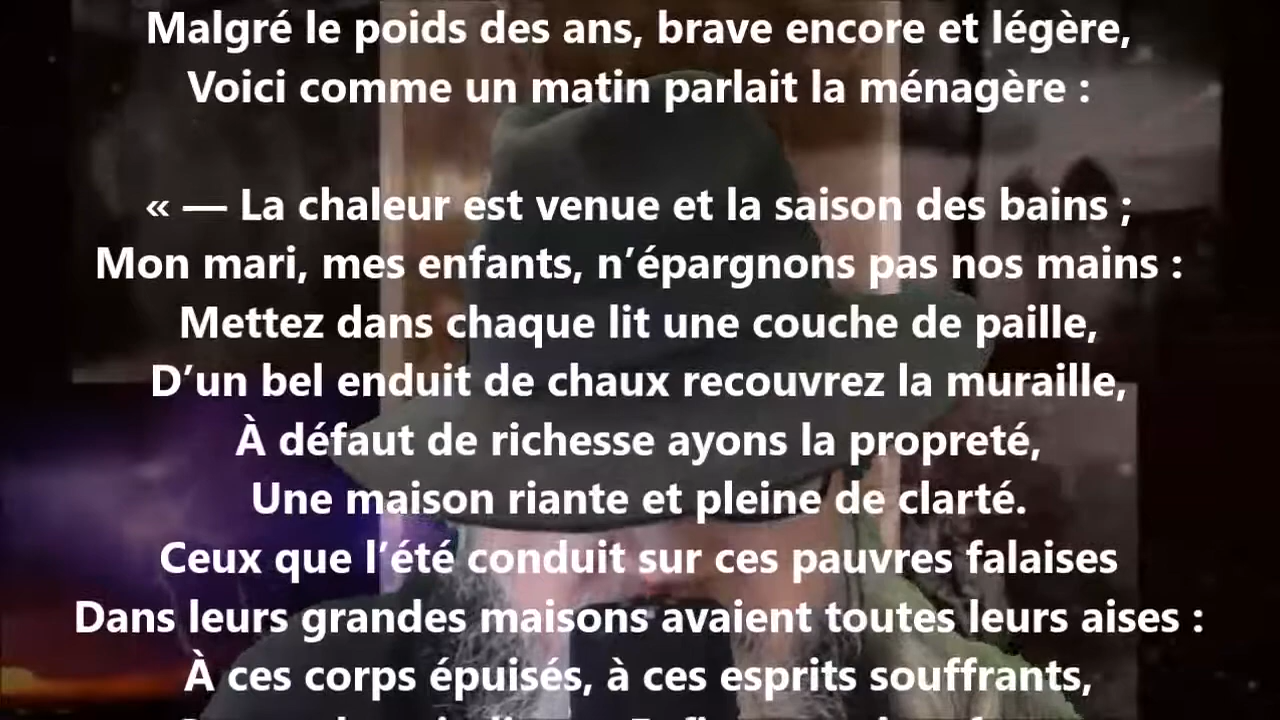 Malgré le poids des ans, brave encore et légère,
Voici comme un matin parlait la ménagère :
« — La chaleur est venue et la saison des bains ;
Mon mari, mes enfants, n’épargnons pas nos mains :
Mettez dans chaque lit une couche de paille,
D’un bel enduit de chaux recouvrez la muraille,
À défaut de richesse ayons la propreté,
Une maison riante et pleine de clarté.
Ceux que l’été conduit sur ces pauvres falaises
Dans leurs grandes maisons avaient toutes leurs aises :
À ces corps épuisés, à ces esprits souffrants,